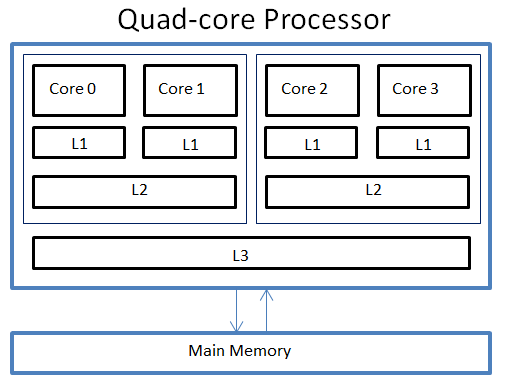 Quad-core Processor
Core 0 Core 1 Core 2 Core 3
L1 L1 L1 L1
L2 L2
L3
Main Memory